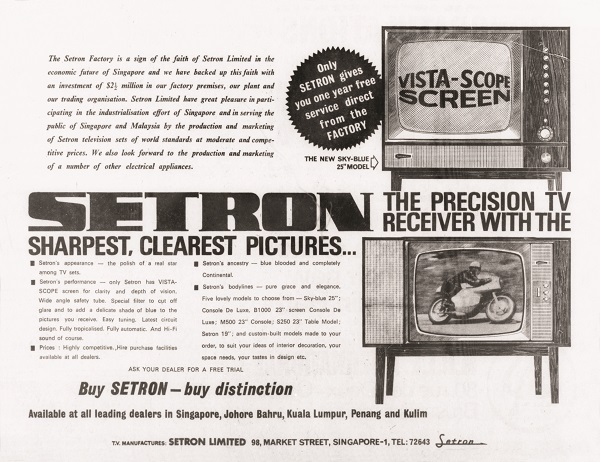 The Setron Factory is a sign of the faith of Setron Limited in the
economic future of Singapore and we have backed up this faith with
an investment of $2½ million in our factory premises, our plant and
our trading organisation. Setron Limited have great pleasure in parti-
cipating in the industrialisation effort of Singapore and in serving the
public of Singapore and Malaysia by the production and marketing
of Setron television sets of world standards at moderate and compe-
titive prices. We also look forward to the production and marketing
of a number of other electrical appliances.
Only
SETRON gives
you one year free
service direct
from the
FACTORY
VISTA-SCOPE
SCREEN
THE NEW SKY-BLUE
25" MODEL
SETRON
THE PRECISION TV
RECEIVER WITH THE
SHARPEST, CLEAREST PICTURES...
Setron's appearance — the polish of a real star
among TV sets.
Setron's performance — only Setron has VISTA-
SCOPE screen for clarity and depth of vision.
Wide angle safety tube. Special filter to cut off
glare and to add a delicate shade of blue to the
pictures you receive. Easy tuning. Latest circuit
design. Fully tropicalised. Fully automatic. And Hi-Fi
sound of course.
Prices : Highly competitive. Hire purchase facilities
available at all dealers.
Setron's ancestry — blue blooded and completely
Continental.
Setron's bodylines — pure grace and elegance.
Five lovely models to choose from — Sky-blue 25";
Console De Luxe, B1000 23" screen Console De
Luxe; M500 23" Console; S250 23" Table Model;
Setron 19"; and custom-built models made to your
order, to suit your ideas of interior decoration, your
space needs, your tastes in design etc.
ASK YOUR DEALER FOR A FREE TRIAL
Buy SETRON — buy distinction
Available at all leading dealers in Singapore, Johore Bahru, Kuala Lumpur, Penang and Kulim
T.V. MANUFACTURES: SETRON LIMITED 98, MARKET STREET, SINGAPORE-1, TEL: 72643 Setron